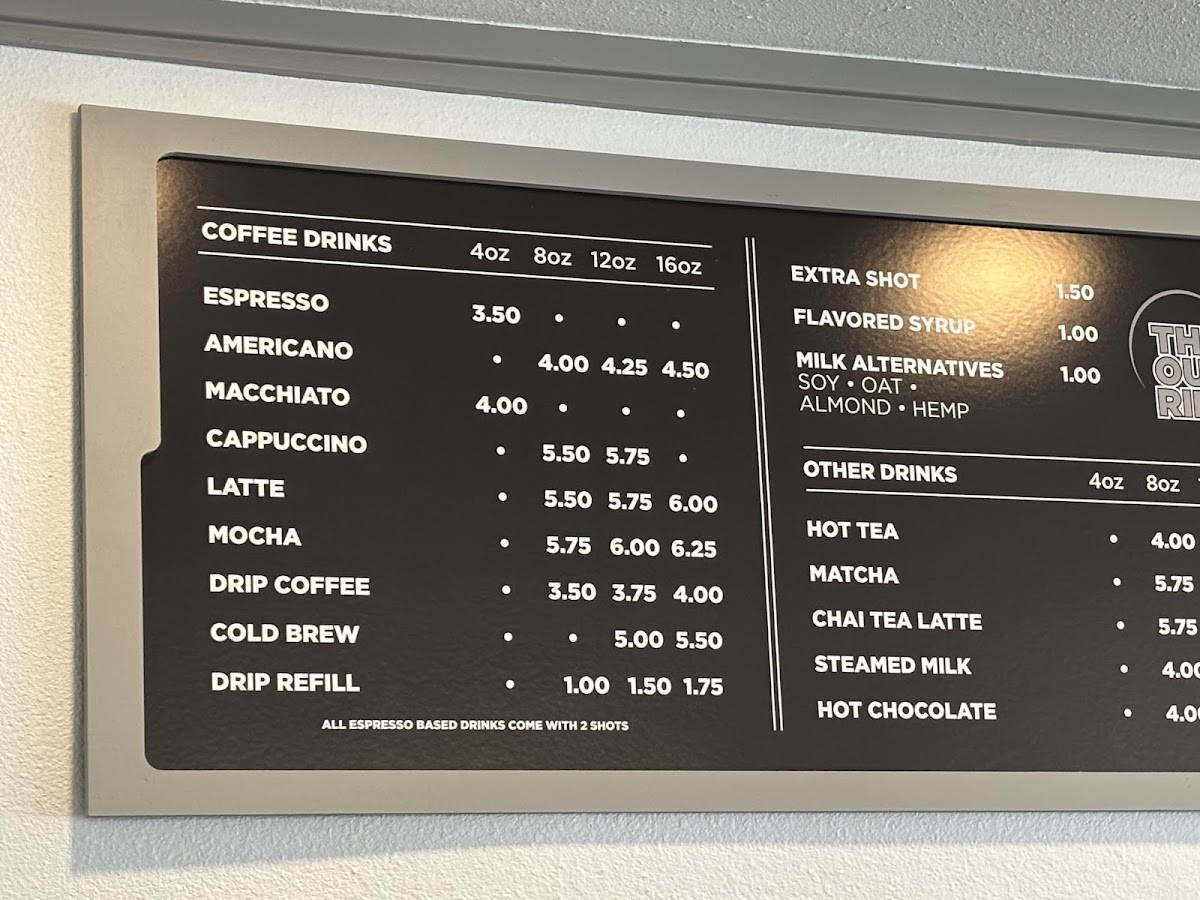 COFFEE DRINKS 4oz 8oz 12oz 16oz
ESPRESSO 3.50 • • •
AMERICANO • 4.00 4.25 4.50
MACCHIATO 4.00 • • •
CAPPUCCINO • 5.50 5.75 •
LATTE • 5.50 5.75 6.00
MOCHA • 5.75 6.00 6.25
DRIP COFFEE • 3.50 3.75 4.00
COLD BREW • • 5.00 5.50
DRIP REFILL • 1.00 1.50 1.75
ALL ESPRESSO BASED DRINKS COME WITH 2 SHOTS
EXTRA SHOT 1.50
FLAVORED SYRUP 1.00
MILK ALTERNATIVES 1.00
SOY • OAT •
ALMOND • HEMP
OTHER DRINKS 4oz 8oz
HOT TEA • 4.00
MATCHA • 5.75
CHAI TEA LATTE • 5.75
STEAMED MILK •
HOT CHOCOLATE •